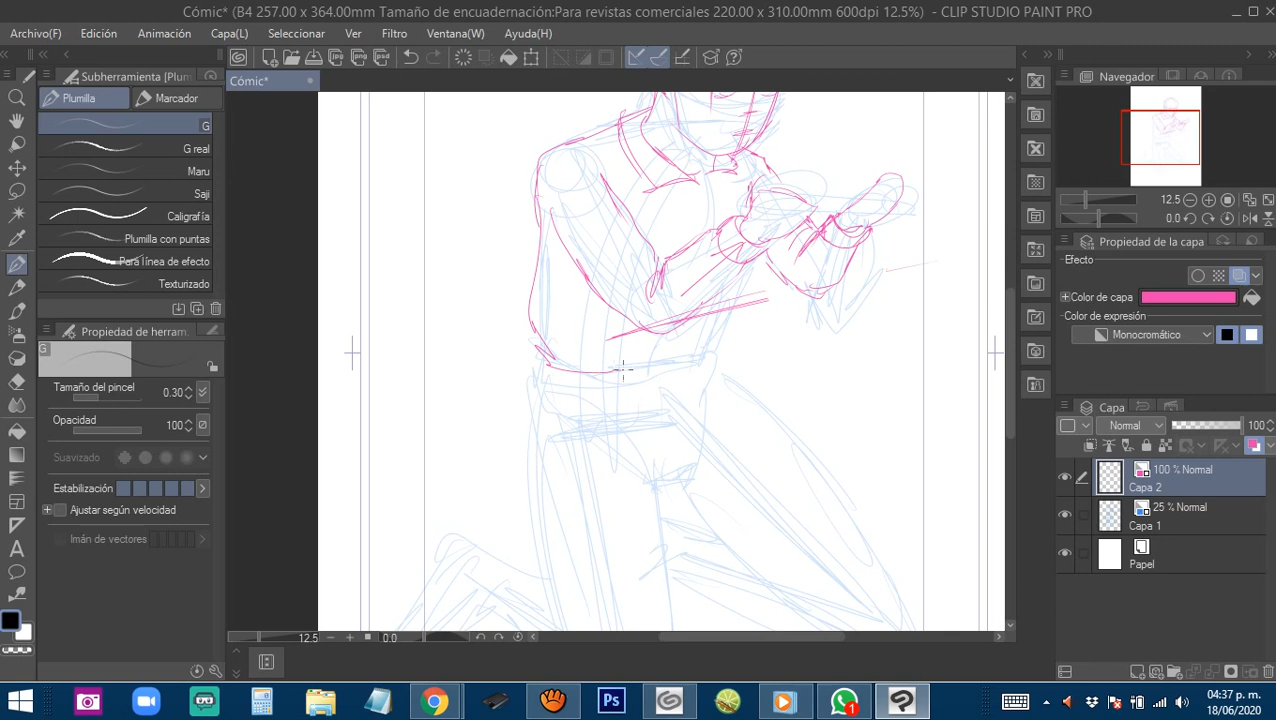 Cómic* (B4 257.00 x 364.00mm Tamaño de encuadernación:Para revistas comerciales 220.00 x 310.00mm 600dpi 12.5%) - CLIP STUDIO PAINT PRO
Archivo(F) Edición Animación Capa(L) Seleccionar Ver Filtro Ventana(W) Ayuda(H)
Subherramienta [Plum
Cómic*
Navegador
Plumilla
Marcador
G
G real
Maru
Saji
Caligrafía
Plumilla con puntas
Para línea de efecto
Texturizado
12.5
0.0
Propiedad de la capa
Efecto
Color de capa
Color de expresión
Monocromático
Propiedad de herram
G
Tamaño del pincel 0.30
Opacidad 100
Suavizado
Estabilización
Ajustar según velocidad
Imán de vectores
Capa
Normal 100
100 % Normal
Capa 2
25 % Normal
Capa 1
Papel
12.5 0.0
Ps
1
04:37 p. m.
18/06/2020